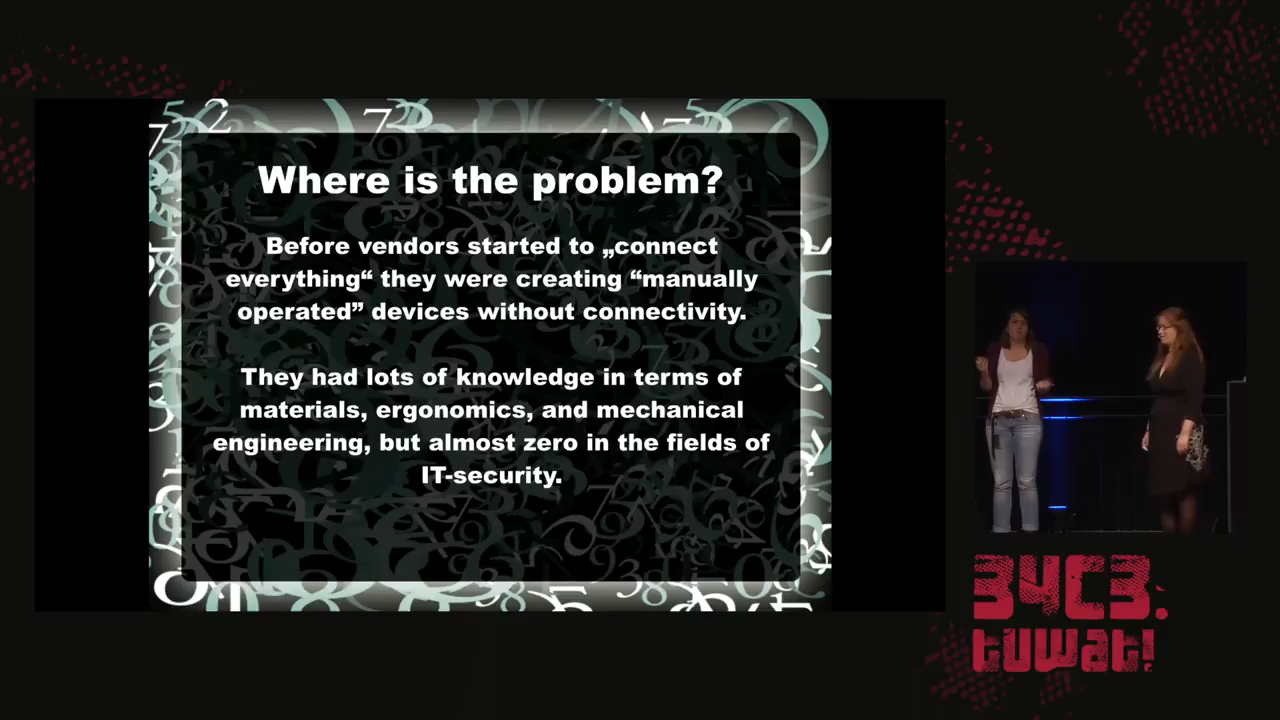 Where is the problem?
Before vendors started to „connect
everything“ they were creating “manually
operated” devices without connectivity.
They had lots of knowledge in terms of
materials, ergonomics, and mechanical
engineering, but almost zero in the fields of
IT-security.
34C3.
tuwat!